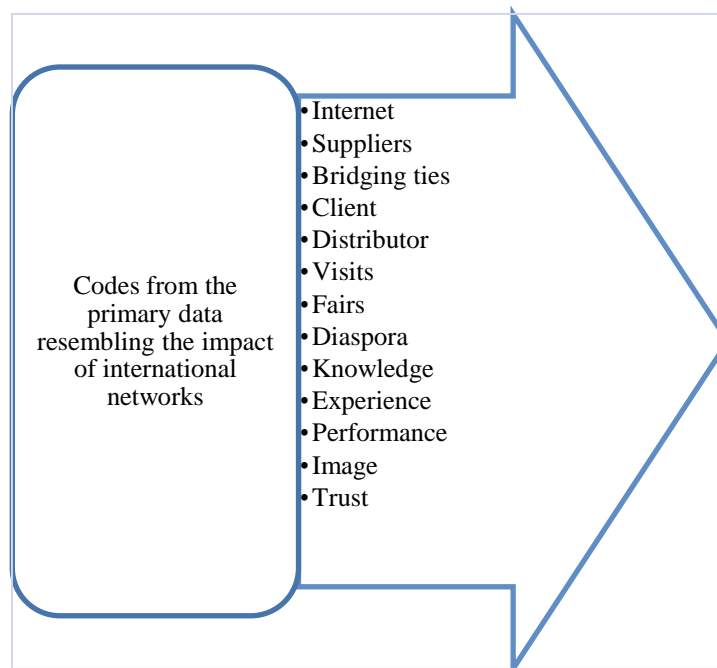 Codes from the
primary data
resembling the impact
of international
networks
•Internet
•Suppliers
•Bridging ties
•Client
•Distributor
•Visits
•Fairs
•Diaspora
•Knowledge
•Experience
•Performance
•Image
•Trust